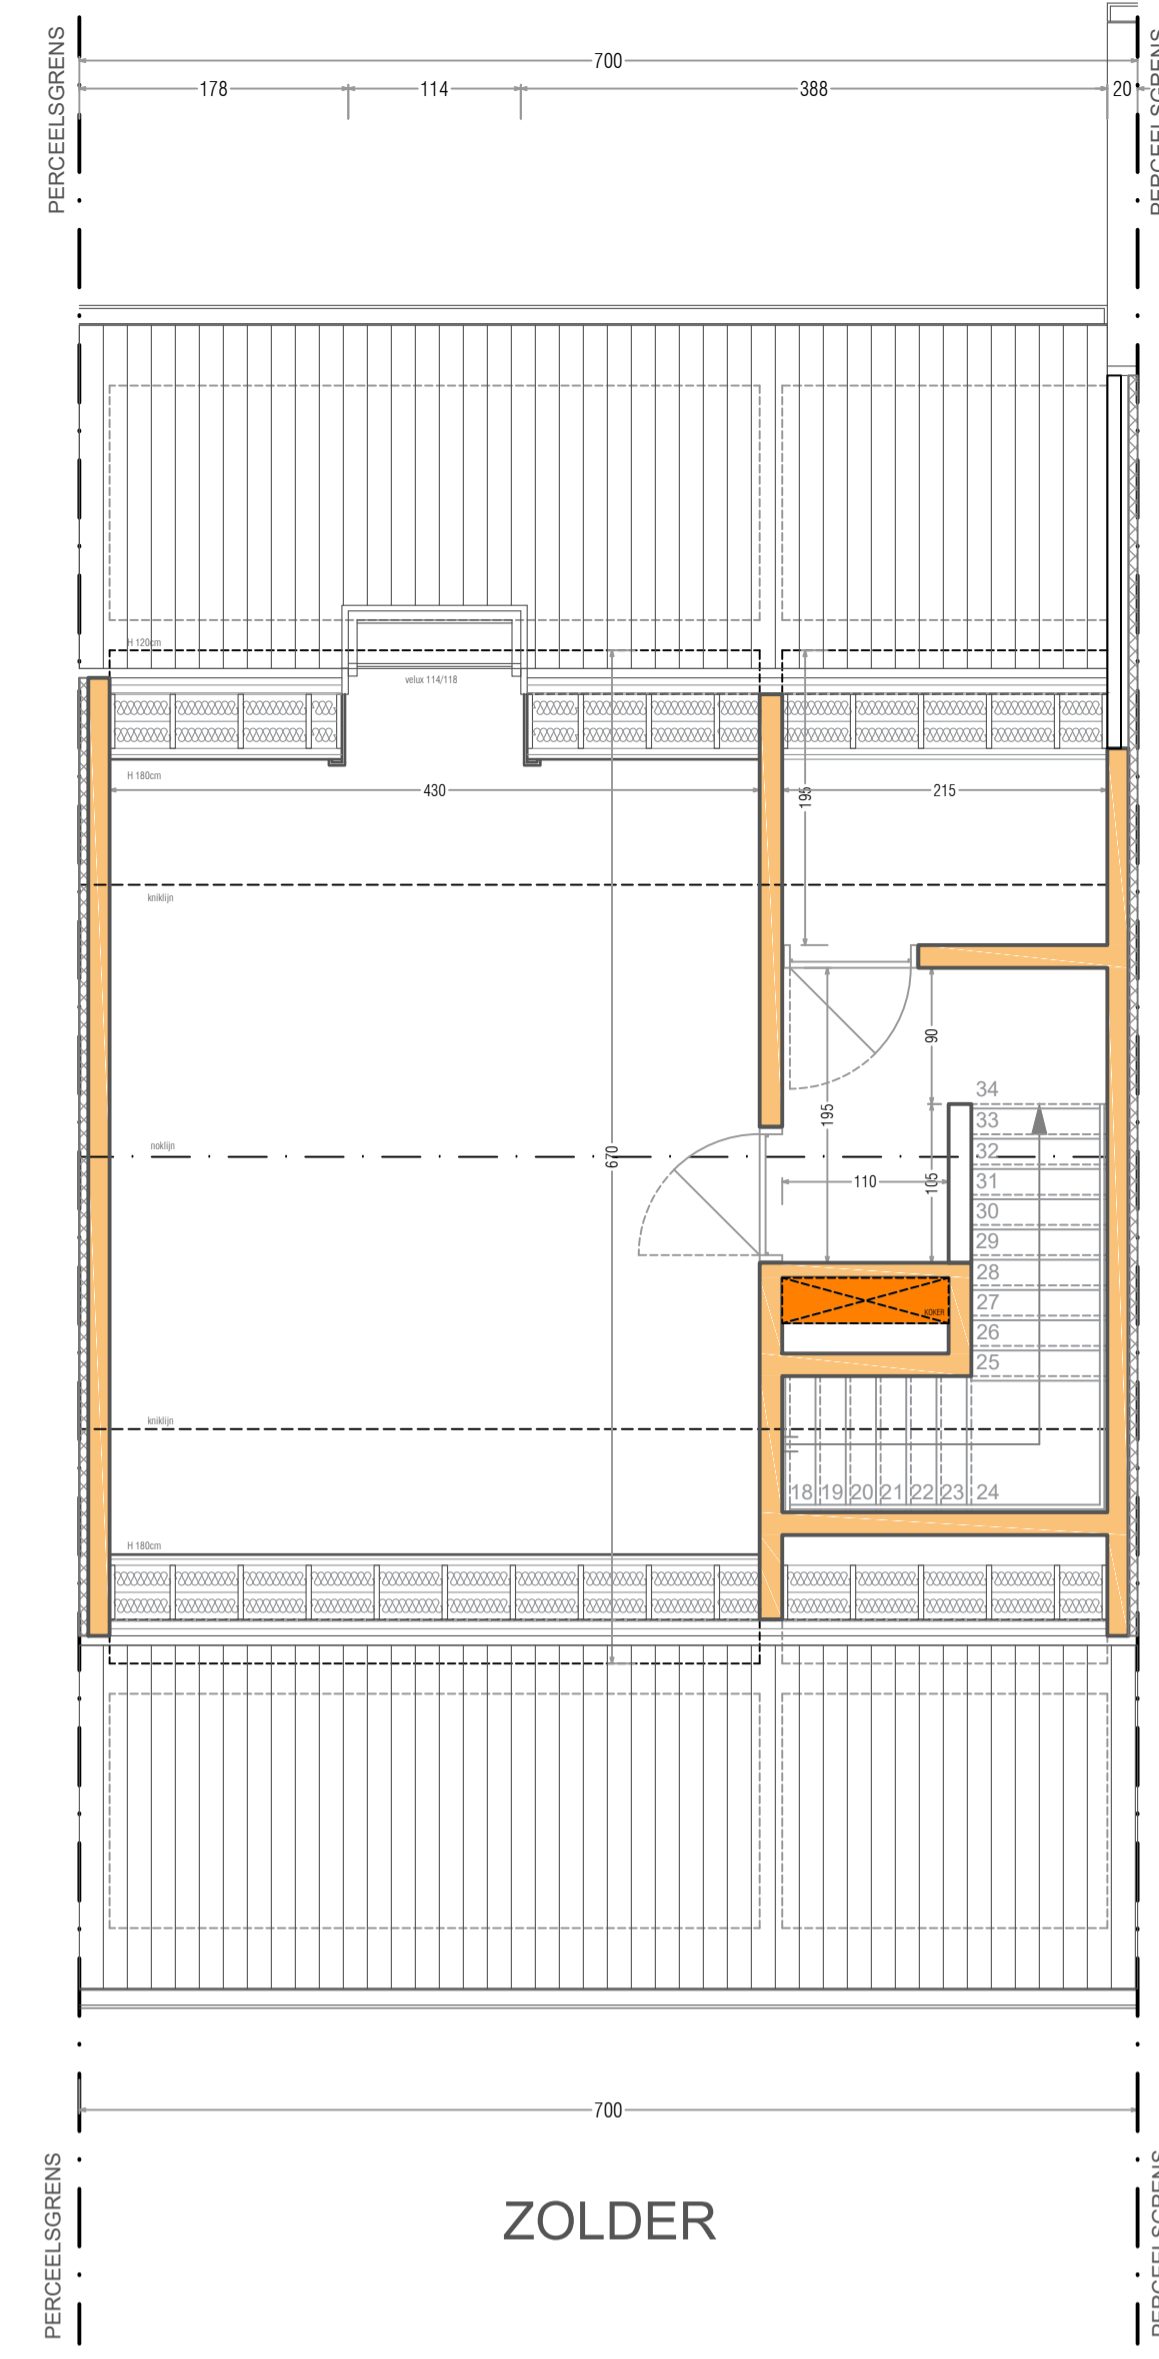 PERCEELSGRENS
PERCEELSGRENS
700
178
114
388
20
H 120cm
velux 114/118
H 180cm
430
195
215
kniklijn
90
34
33
195
noklijn
670
32
110
105
31
30
29
28
27
KOKER
26
25
kniklijn
18 19 20 21 22 23 24
H 180cm
700
PERCEELSGRENS
PERCEELSGRENS
ZOLDER